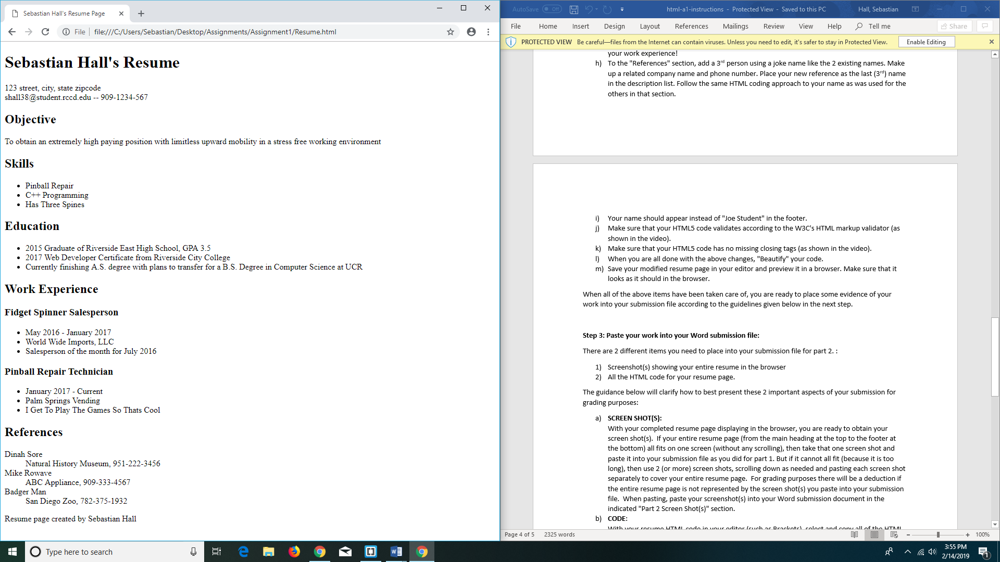 Sebastian Hall's Resume Page
File | file:///C:/Users/Sebastian/Desktop/Assignments/Assignment1/Resume.html
Sebastian Hall's Resume
123 street, city, state zipcode
shall38@student.rccd.edu -- 909-1234-567
Objective
To obtain an extremely high paying position with limitless upward mobility in a stress free working environment
Skills
• Pinball Repair
• C++ Programming
• Has Three Spines
Education
• 2015 Graduate of Riverside East High School, GPA 3.5
• 2017 Web Developer Certificate from Riverside City College
• Currently finishing A.S. degree with plans to transfer for a B.S. Degree in Computer Science at UCR
Work Experience
Fidget Spinner Salesperson
• May 2016 - January 2017
• World Wide Imports, LLC
• Salesperson of the month for July 2016
Pinball Repair Technician
• January 2017 - Current
• Palm Springs Vending
• I Get To Play The Games So Thats Cool
References
Dinah Sore
Natural History Museum, 951-222-3456
Mike Rowave
ABC Appliance, 909-333-4567
Badger Man
San Diego Zoo, 782-375-1932
Resume page created by Sebastian Hall
AutoSave Off html-a1-instructions - Protected View - Saved to this PC Hall, Sebastian
File Home Insert Design Layout References Mailings Review View Help Tell me Share
PROTECTED VIEW Be careful—files from the Internet can contain viruses. Unless you need to edit, it's safer to stay in Protected View. Enable Editing
your work experience!
h) To the "References" section, add a 3rd person using a joke name like the 2 existing names. Make
up a related company name and phone number. Place your new reference as the last (3rd) name
in the description list. Follow the same HTML coding approach to your name as was used for the
others in that section.
i) Your name should appear instead of "Joe Student" in the footer.
j) Make sure that your HTML5 code validates according to the W3C's HTML markup validator (as
shown in the video).
k) Make sure that your HTML5 code has no missing closing tags (as shown in the video).
l) When you are all done with the above changes, "Beautify" your code.
m) Save your modified resume page in your editor and preview it in a browser. Make sure that it
looks as it should in the browser.
When all of the above items have been taken care of, you are ready to place some evidence of your
work into your submission file according to the guidelines given below in the next step.
Step 3: Paste your work into your Word submission file:
There are 2 different items you need to place into your submission file for part 2. :
1) Screenshot(s) showing your entire resume in the browser
2) All the HTML code for your resume page.
The guidance below will clarify how to best present these 2 important aspects of your submission for
grading purposes:
a) SCREEN SHOT(S):
With your completed resume page displaying in the browser, you are ready to obtain your
screen shot(s). If your entire resume page (from the main heading at the top to the footer at
the bottom) all fits on one screen (without any scrolling), then take that one screen shot and
paste it into your submission file as you did for part 1. But if it cannot all fit (because it is too
long), then use 2 (or more) screen shots, scrolling down as needed and pasting each screen shot
separately to cover your entire resume page. For grading purposes there will be a deduction if
the entire resume page is not represented by the screen shot(s) you paste into your submission
file. When pasting, paste your screenshot(s) into your Word submission document in the
indicated "Part 2 Screen Shot(s)" section.
b) CODE:
With your resume HTML code in your editor (such as Brackets), select and copy all of the HTML
Page 4 of 5 2325 words 100%
Type here to search
3:55 PM
2/14/2019
1